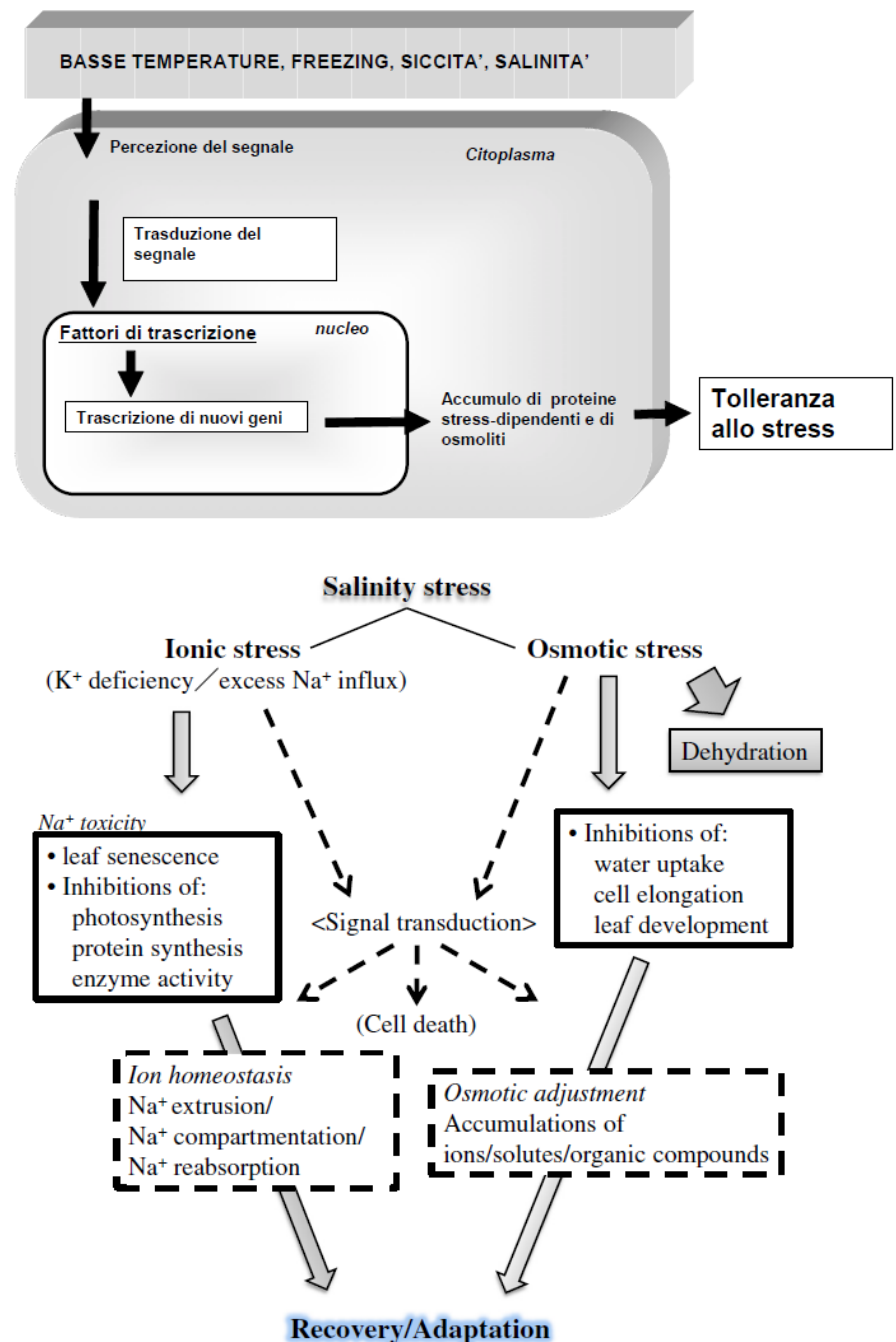 BASSE TEMPERATURE, FREEZING, SICCITA', SALINITA'
Percezione del segnale
Citoplasma
Trasduzione del
segnale
Fattori di trascrizione
nucleo
Trascrizione di nuovi geni
Accumulo di proteine
stress-dipendenti e di
osmoliti
Tolleranza
allo stress
Salinity stress
Ionic stress
(K⁺ deficiency／excess Na⁺ influx)
Osmotic stress
Dehydration
Na⁺ toxicity
• leaf senescence
• Inhibitions of:
photosynthesis
protein synthesis
enzyme activity
• Inhibitions of:
water uptake
cell elongation
leaf development
<Signal transduction>
(Cell death)
Ion homeostasis
Na⁺ extrusion/
Na⁺ compartmentation/
Na⁺ reabsorption
Osmotic adjustment
Accumulations of
ions/solutes/organic compounds
Recovery/Adaptation